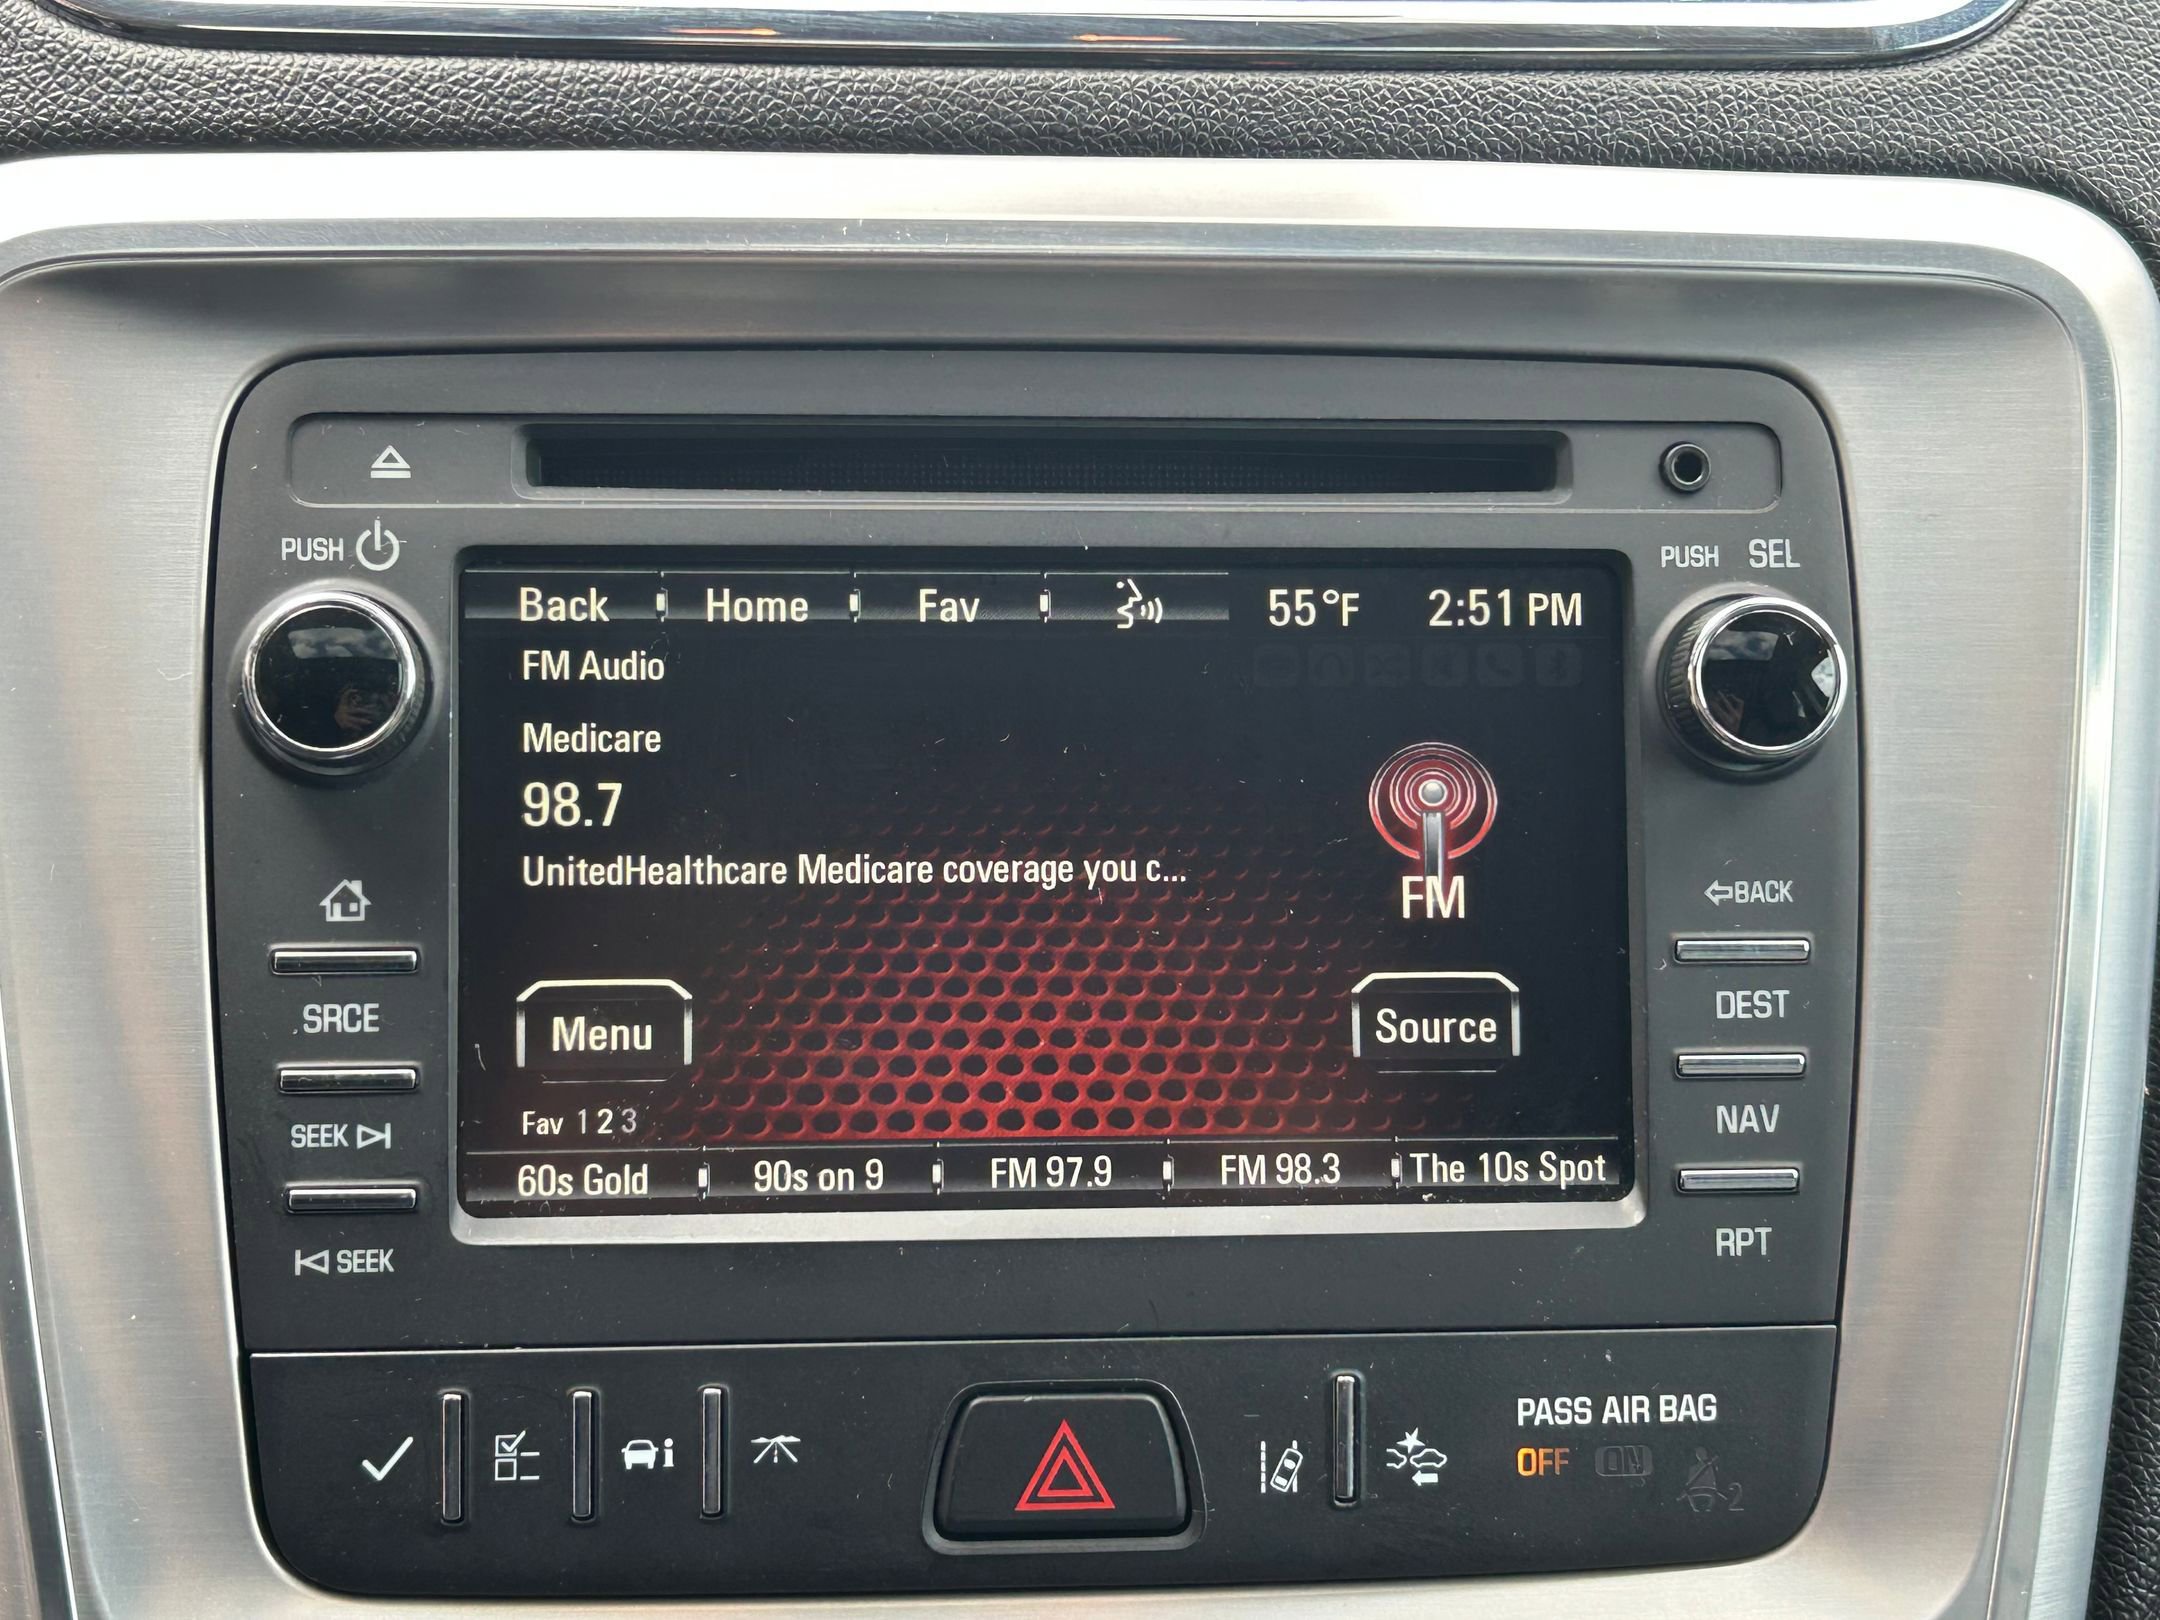 PUSH
PUSH SEL
Back Home Fav 55°F 2:51 PM
FM Audio
Medicare
98.7
UnitedHealthcare Medicare coverage you c...
FM
BACK
SRCE
DEST
Menu
Source
SEEK
NAV
Fav 1 2 3
60s Gold 90s on 9 FM 97.9 FM 98.3 The 10s Spot
SEEK
RPT
PASS AIR BAG
OFF ON
2